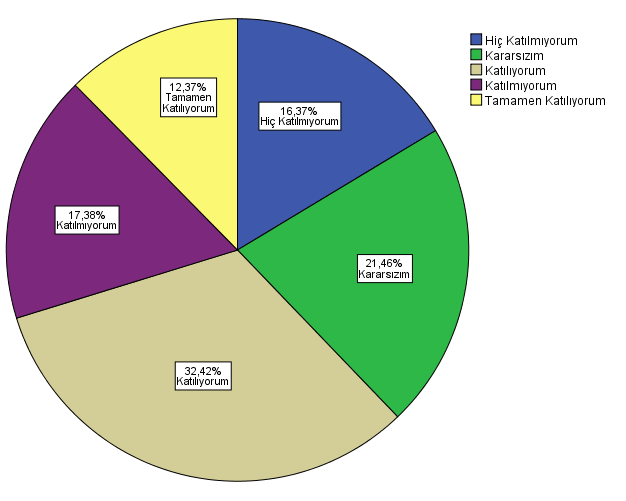 Hiç Katılmıyorum
Kararsızım
Katılıyorum
Katılmıyorum
Tamamen Katılıyorum
12,37%
Tamamen
Katılıyorum
16,37%
Hiç Katılmıyorum
17,38%
Katılmıyorum
21,46%
Kararsızım
32,42%
Katılıyorum